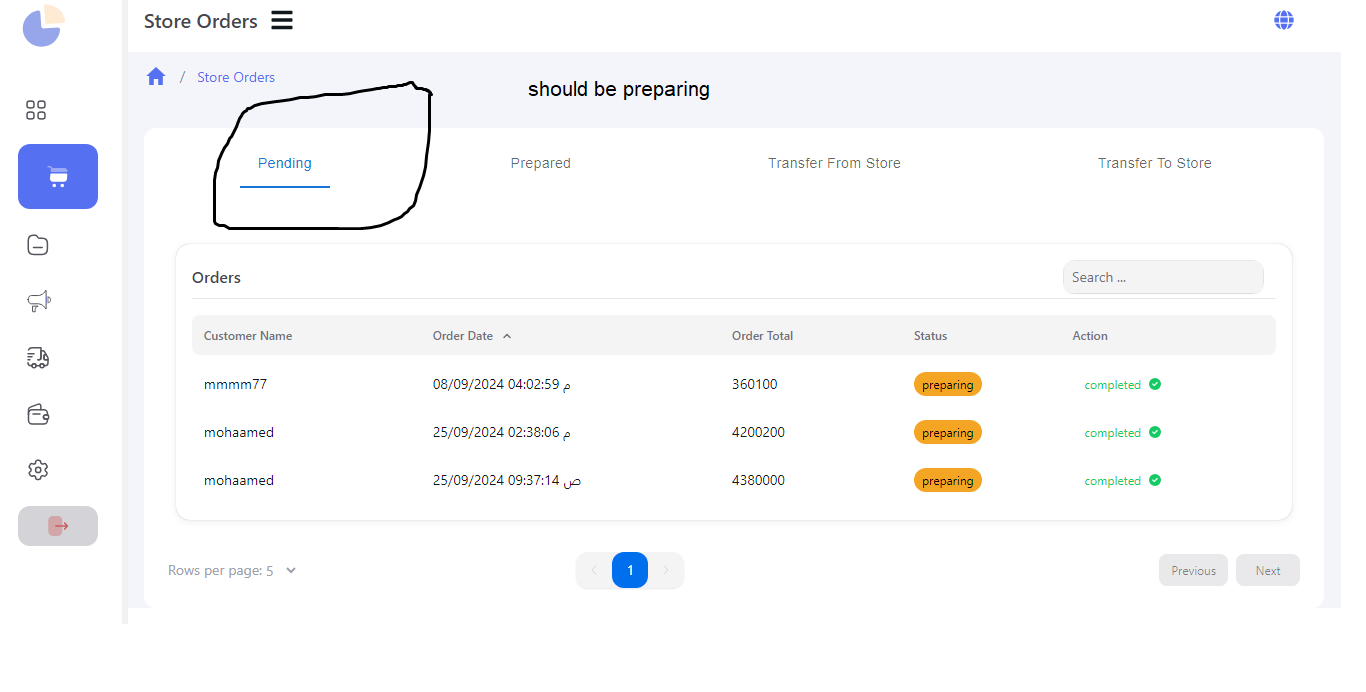 Store Orders
/ Store Orders
should be preparing
Pending Prepared Transfer From Store Transfer To Store
Orders Search ...
Customer Name Order Date Order Total Status Action
mmmm77 08/09/2024 04:02:59 م 360100 preparing completed
mohaamed 25/09/2024 02:38:06 م 4200200 preparing completed
mohaamed 25/09/2024 09:37:14 ص 4380000 preparing completed
Rows per page: 5 1 Previous Next